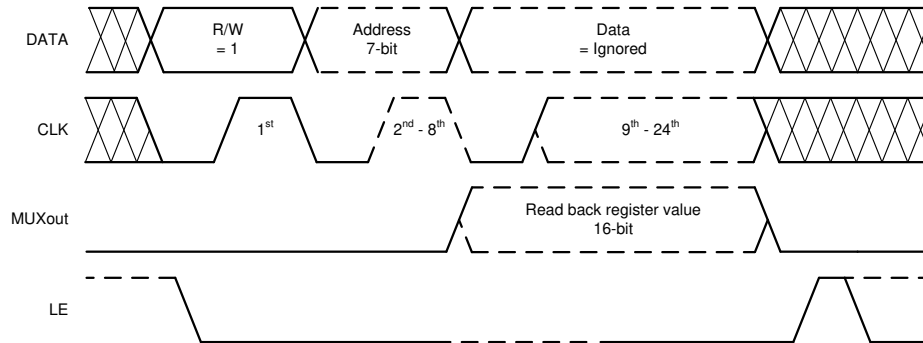 DATA
R/W
= 1
Address
7-bit
Data
= Ignored
CLK
1st
2nd - 8th
9th - 24th
MUXout
Read back register value
16-bit
LE